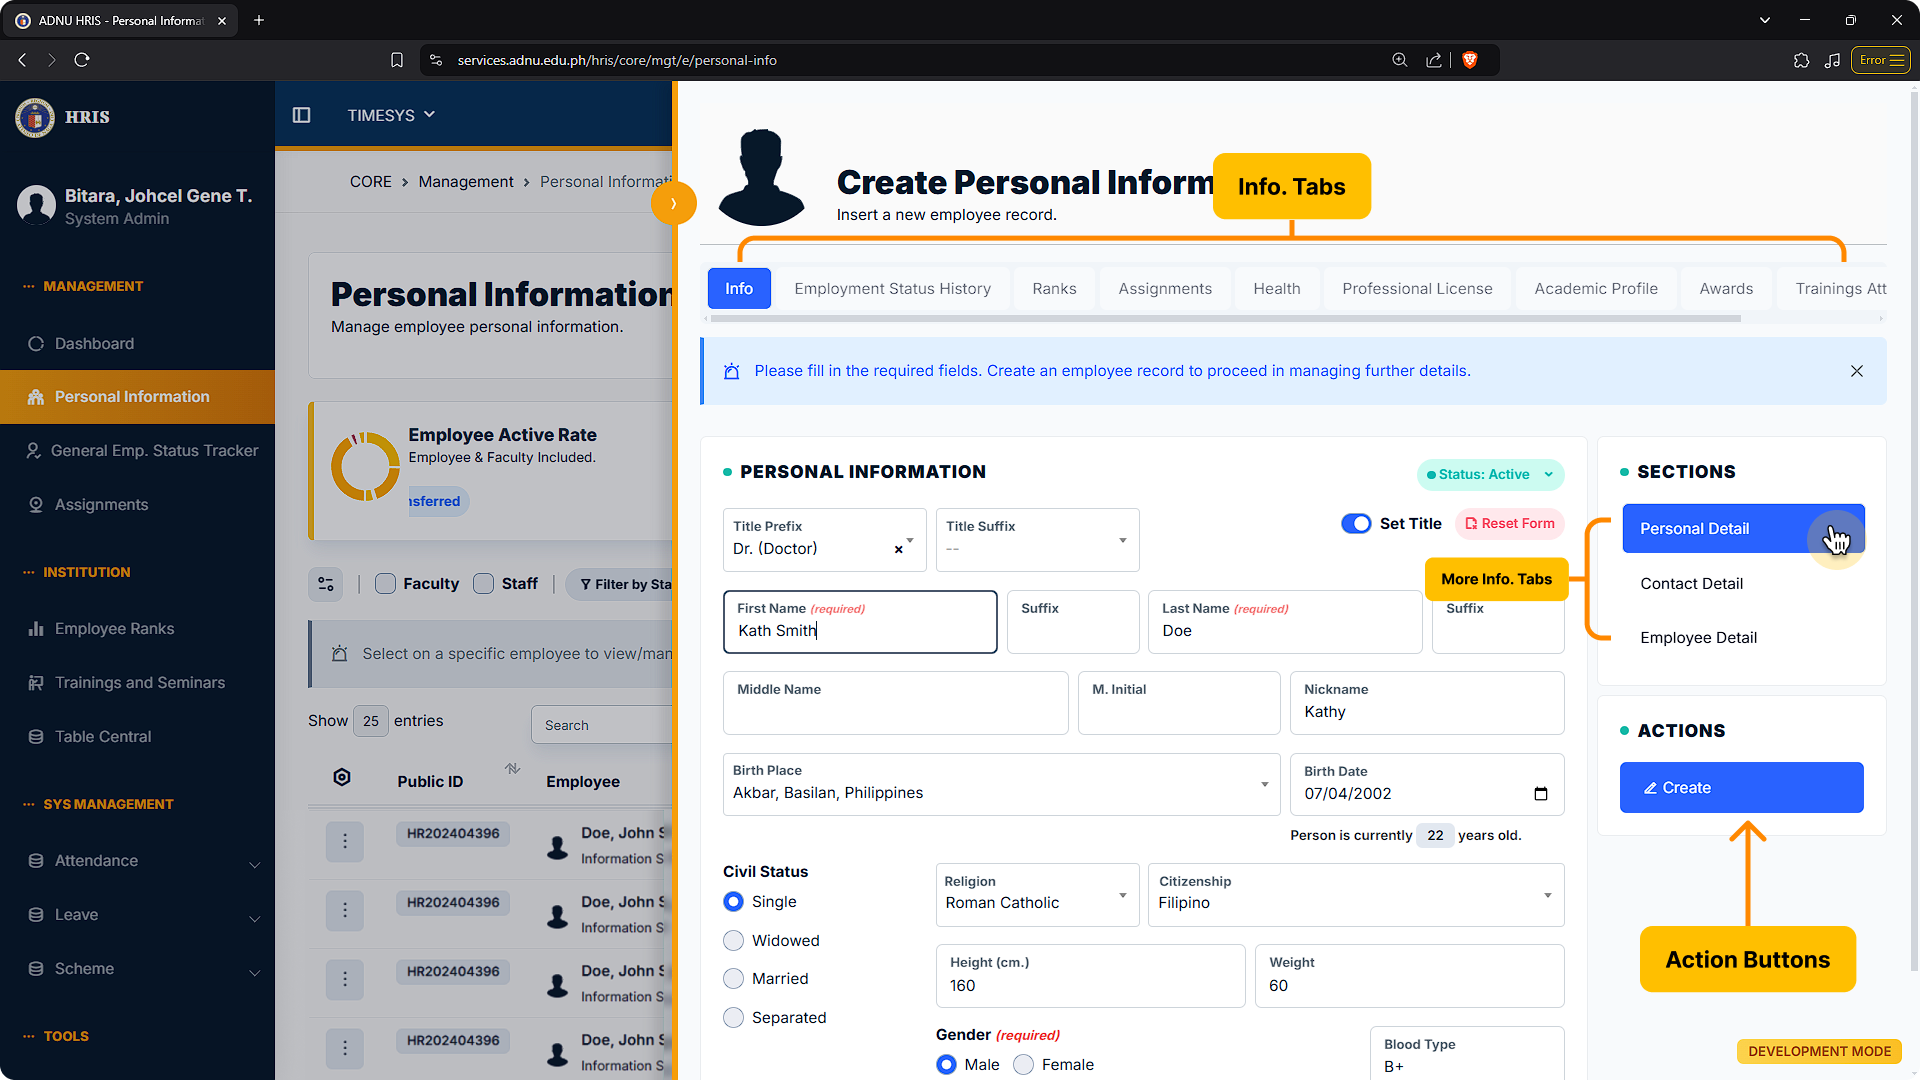 ADNU HRIS - Personal Informat
services.adnu.edu.ph/hris/core/mgt/e/personal-info
Error
HRIS
Bitara, Johcel Gene T.
System Admin
MANAGEMENT
Dashboard
Personal Information
General Emp. Status Tracker
Assignments
INSTITUTION
Employee Ranks
Trainings and Seminars
Table Central
SYS MANAGEMENT
Attendance
Leave
Scheme
TOOLS
TIMESYS
CORE > Management > Personal Informati
Personal Information
Manage employee personal information.
Employee Active Rate
Employee & Faculty Included.
nsferred
Faculty
Staff
Filter by Sta
Select on a specific employee to view/man
Show 25 entries
Search
Public ID
Employee
HR202404396
Doe, John S
Information S
HR202404396
Doe, John S
Information S
HR202404396
Doe, John S
Information S
HR202404396
Doe, John S
Information S
Create Personal Inform
Insert a new employee record.
Info. Tabs
Info
Employment Status History
Ranks
Assignments
Health
Professional License
Academic Profile
Awards
Trainings Att
Please fill in the required fields. Create an employee record to proceed in managing further details.
PERSONAL INFORMATION
Status: Active
Title Prefix
Dr. (Doctor)
Title Suffix
--
Set Title
Reset Form
More Info. Tabs
First Name (required)
Kath Smith
Suffix
Last Name (required)
Doe
Suffix
Middle Name
M. Initial
Nickname
Kathy
Birth Place
Akbar, Basilan, Philippines
Birth Date
07/04/2002
Person is currently 22 years old.
Civil Status
Single
Widowed
Married
Separated
Religion
Roman Catholic
Citizenship
Filipino
Height (cm.)
160
Weight
60
Gender (required)
Male
Female
Blood Type
B+
SECTIONS
Personal Detail
Contact Detail
Employee Detail
ACTIONS
Create
Action Buttons
DEVELOPMENT MODE